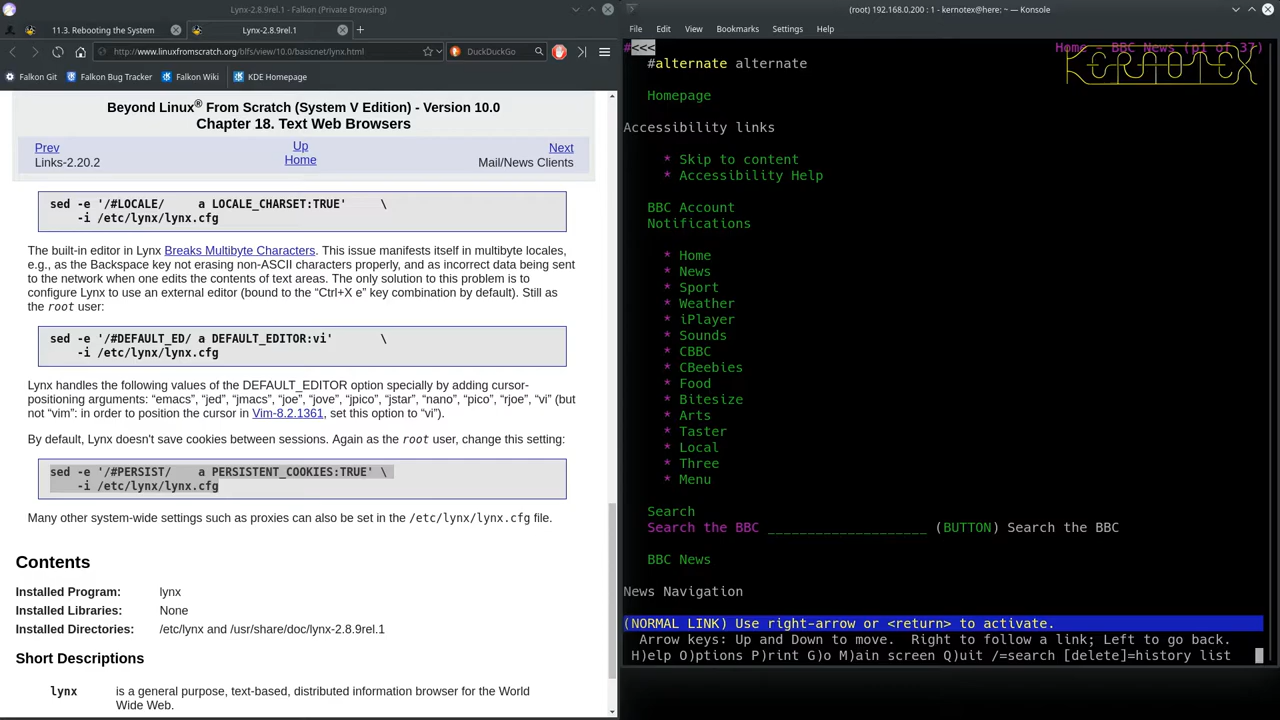 Lynx-2.8.9rel.1 - Falkon (Private Browsing)
11.3. Rebooting the System
Lynx-2.8.9rel.1
http://www.linuxfromscratch.org/blfs/view/10.0/basicnet/lynx.html
DuckDuckGo
Falkon Git
Falkon Bug Tracker
Falkon Wiki
KDE Homepage
Beyond Linux® From Scratch (System V Edition) - Version 10.0
Chapter 18. Text Web Browsers
Prev
Up
Next
Links-2.20.2
Home
Mail/News Clients
sed -e '/#LOCALE/     a LOCALE_CHARSET:TRUE'     \
-i /etc/lynx/lynx.cfg
The built-in editor in Lynx Breaks Multibyte Characters. This issue manifests itself in multibyte locales,
e.g., as the Backspace key not erasing non-ASCII characters properly, and as incorrect data being sent
to the network when one edits the contents of text areas. The only solution to this problem is to
configure Lynx to use an external editor (bound to the “Ctrl+X e” key combination by default). Still as
the root user:
sed -e '/#DEFAULT_ED/ a DEFAULT_EDITOR:vi'      \
-i /etc/lynx/lynx.cfg
Lynx handles the following values of the DEFAULT_EDITOR option specially by adding cursor-
positioning arguments: “emacs”, “jed”, “jmacs”, “joe”, “jove”, “jpico”, “jstar”, “nano”, “pico”, “rjoe”, “vi” (but
not “vim”: in order to position the cursor in Vim-8.2.1361, set this option to “vi”).
By default, Lynx doesn't save cookies between sessions. Again as the root user, change this setting:
sed -e '/#PERSIST/    a PERSISTENT_COOKIES:TRUE' \
-i /etc/lynx/lynx.cfg
Many other system-wide settings such as proxies can also be set in the /etc/lynx/lynx.cfg file.
Contents
Installed Program: lynx
Installed Libraries: None
Installed Directories: /etc/lynx and /usr/share/doc/lynx-2.8.9rel.1
Short Descriptions
lynx is a general purpose, text-based, distributed information browser for the World
Wide Web.
(root) 192.168.0.200 : 1 - kernotex@here: ~ — Konsole
File Edit View Bookmarks Settings Help
#<<< Home - BBC News (p1 of 37)
KERNOTEX
#alternate alternate
Homepage
Accessibility links
* Skip to content
* Accessibility Help
BBC Account
Notifications
* Home
* News
* Sport
* Weather
* iPlayer
* Sounds
* CBBC
* CBeebies
* Food
* Bitesize
* Arts
* Taster
* Local
* Three
* Menu
Search
Search the BBC ____________________ (BUTTON) Search the BBC
BBC News
News Navigation
(NORMAL LINK) Use right-arrow or <return> to activate.
Arrow keys: Up and Down to move.  Right to follow a link; Left to go back.
H)elp O)ptions P)rint G)o M)ain screen Q)uit /=search [delete]=history list